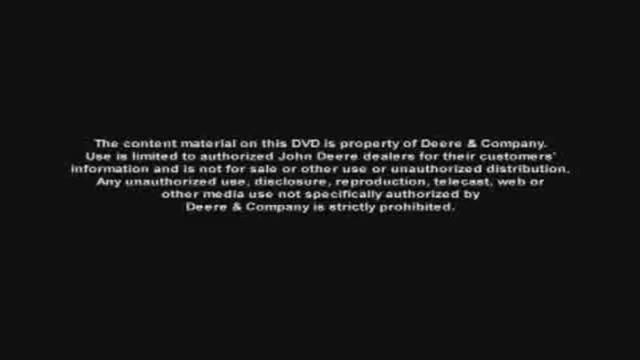 The content material on this DVD is property of Deere & Company.
Use is limited to authorized John Deere dealers for their customers'
information and is not for sale or other use or unauthorized distribution.
Any unauthorized use, disclosure, reproduction, telecast, web or
other media use not specifically authorized by
Deere & Company is strictly prohibited.